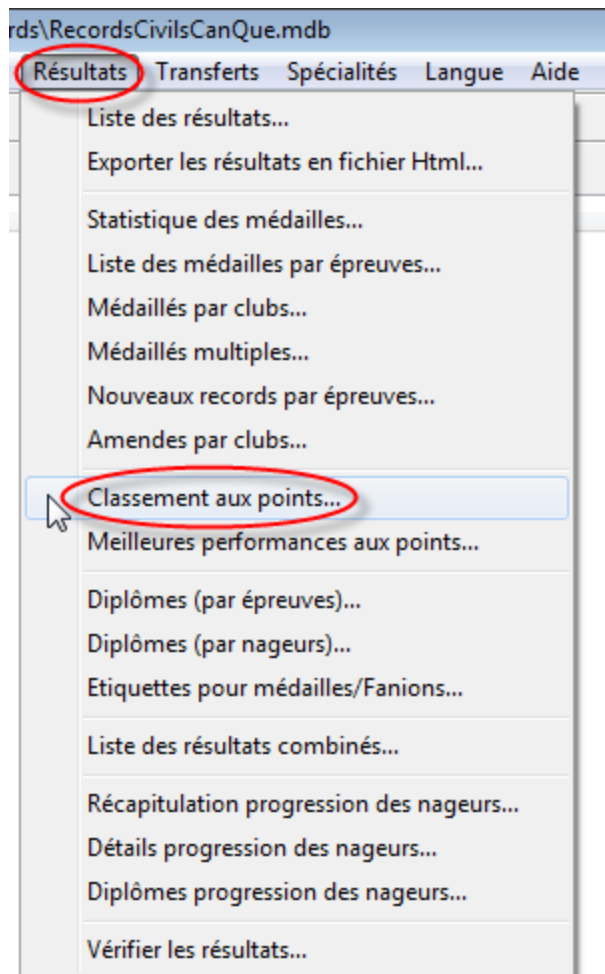 rds\RecordsCivilsCanQue.mdb
Résultats Transferts Spécialités Langue Aide
Liste des résultats...
Exporter les résultats en fichier Html...
Statistique des médailles...
Liste des médailles par épreuves...
Médaillés par clubs...
Médaillés multiples...
Nouveaux records par épreuves...
Amendes par clubs...
Classement aux points...
Meilleures performances aux points...
Diplômes (par épreuves)...
Diplômes (par nageurs)...
Etiquettes pour médailles/Fanions...
Liste des résultats combinés...
Récapitulation progression des nageurs...
Détails progression des nageurs...
Diplômes progression des nageurs...
Vérifier les résultats...